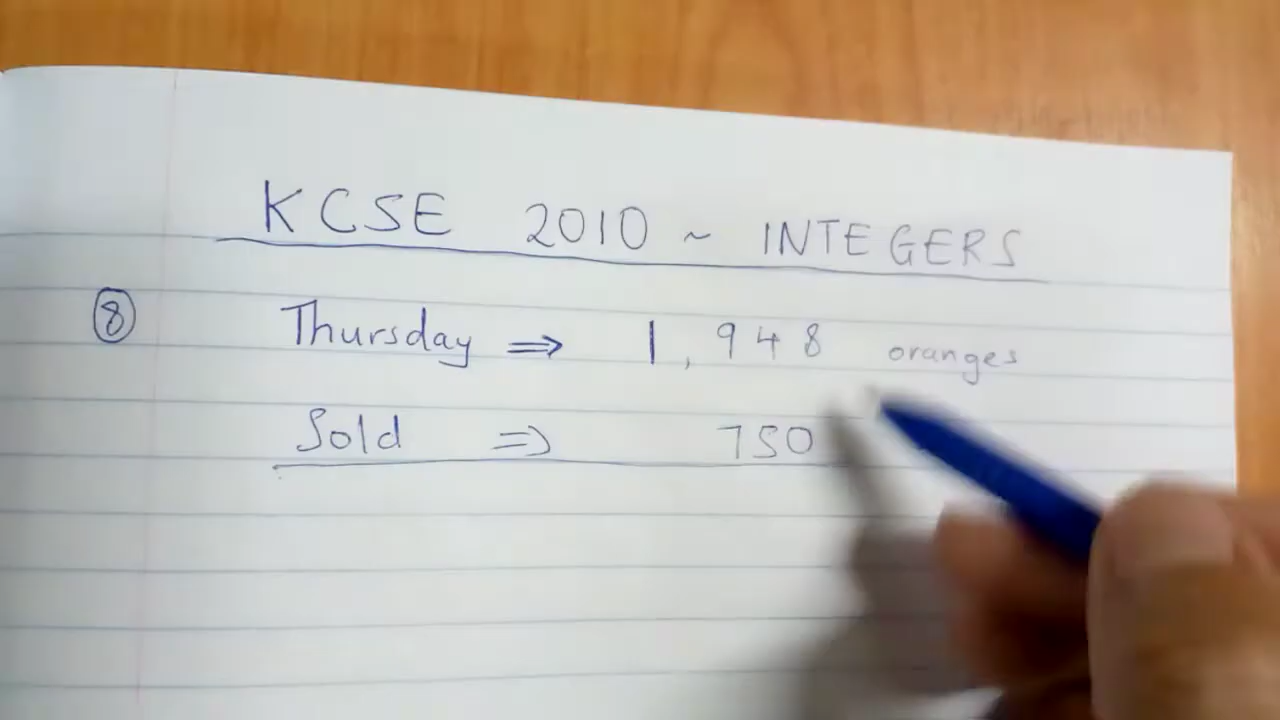 KCSE 2010 ~ INTEGERS
8 Thursday ⇒ 1,948 oranges
Sold ⇒ 750